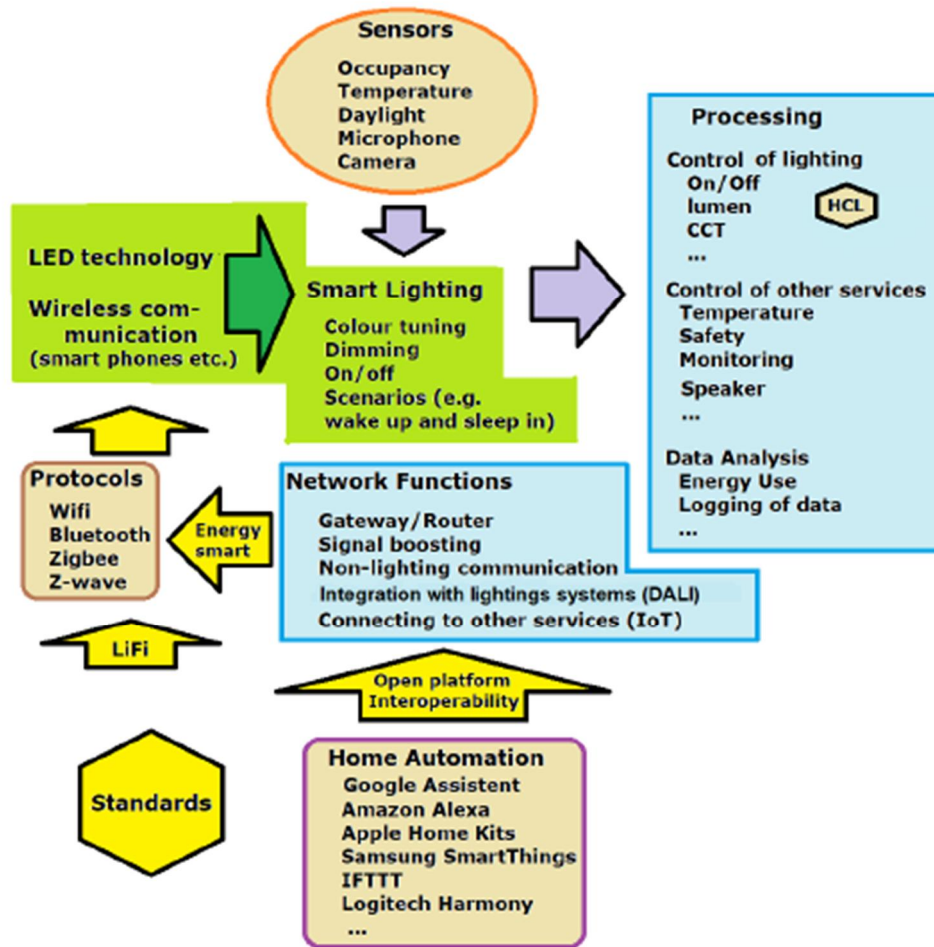 Sensors
Occupancy
Temperature
Daylight
Microphone
Camera
Processing
Control of lighting
On/Off
lumen
CCT
...
HCL
Control of other services
Temperature
Safety
Monitoring
Speaker
...
Data Analysis
Energy Use
Logging of data
...
LED technology
Wireless com-
munication
(smart phones etc.)
Smart Lighting
Colour tuning
Dimming
On/off
Scenarios (e.g.
wake up and sleep in)
Protocols
Wifi
Bluetooth
Zigbee
Z-wave
Energy
smart
Network Functions
Gateway/Router
Signal boosting
Non-lighting communication
Integration with lightings systems (DALI)
Connecting to other services (IoT)
LiFi
Open platform
Interoperability
Standards
Home Automation
Google Assistent
Amazon Alexa
Apple Home Kits
Samsung SmartThings
IFTTT
Logitech Harmony
...